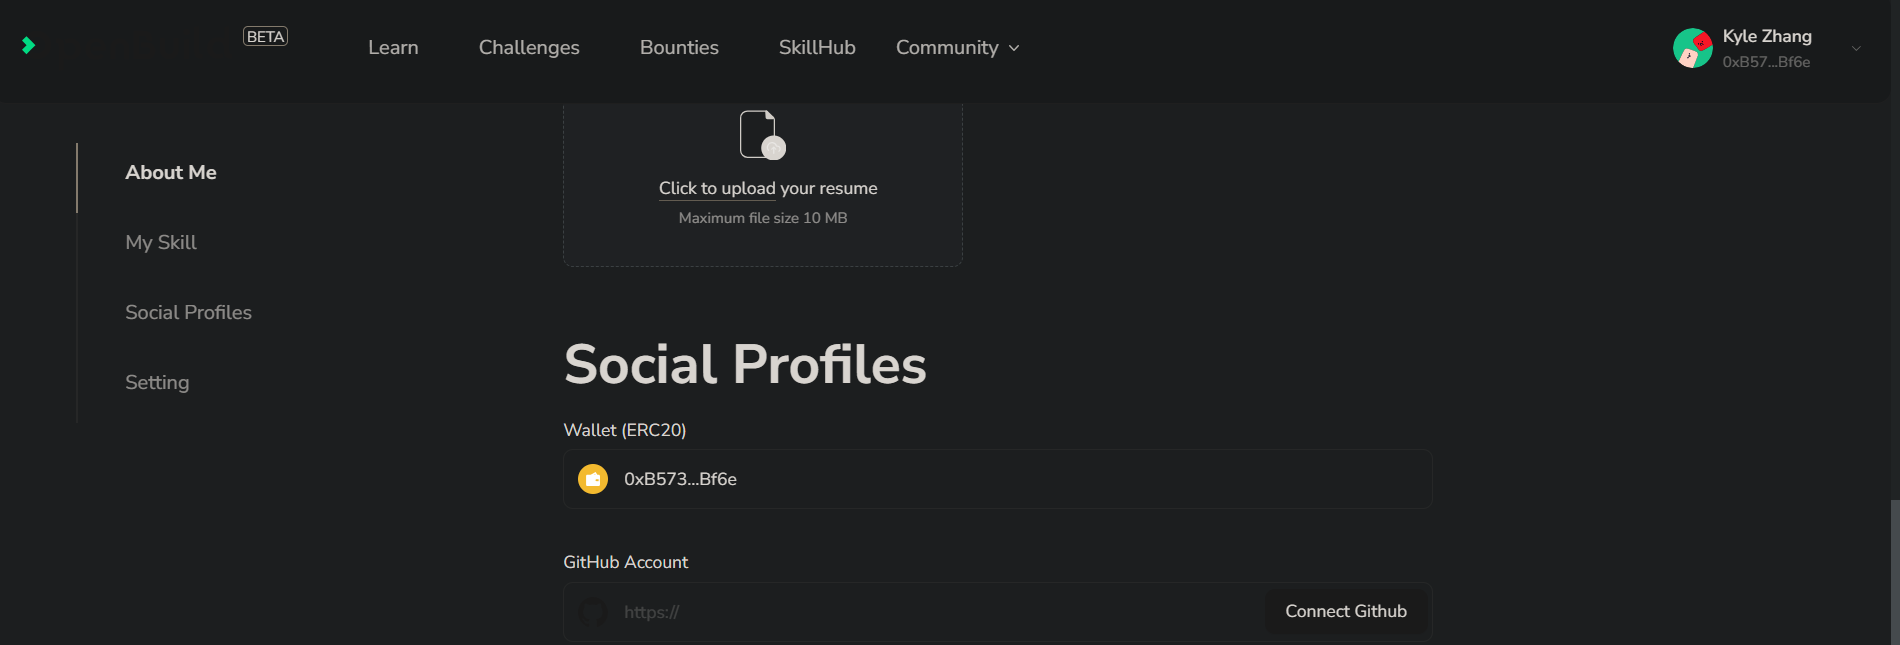 BETA
Learn
Challenges
Bounties
SkillHub
Community
Kyle Zhang
0xB57...Bf6e
About Me
My Skill
Social Profiles
Setting
Click to upload your resume
Maximum file size 10 MB
Social Profiles
Wallet (ERC20)
0xB573...Bf6e
GitHub Account
https://
Connect Github